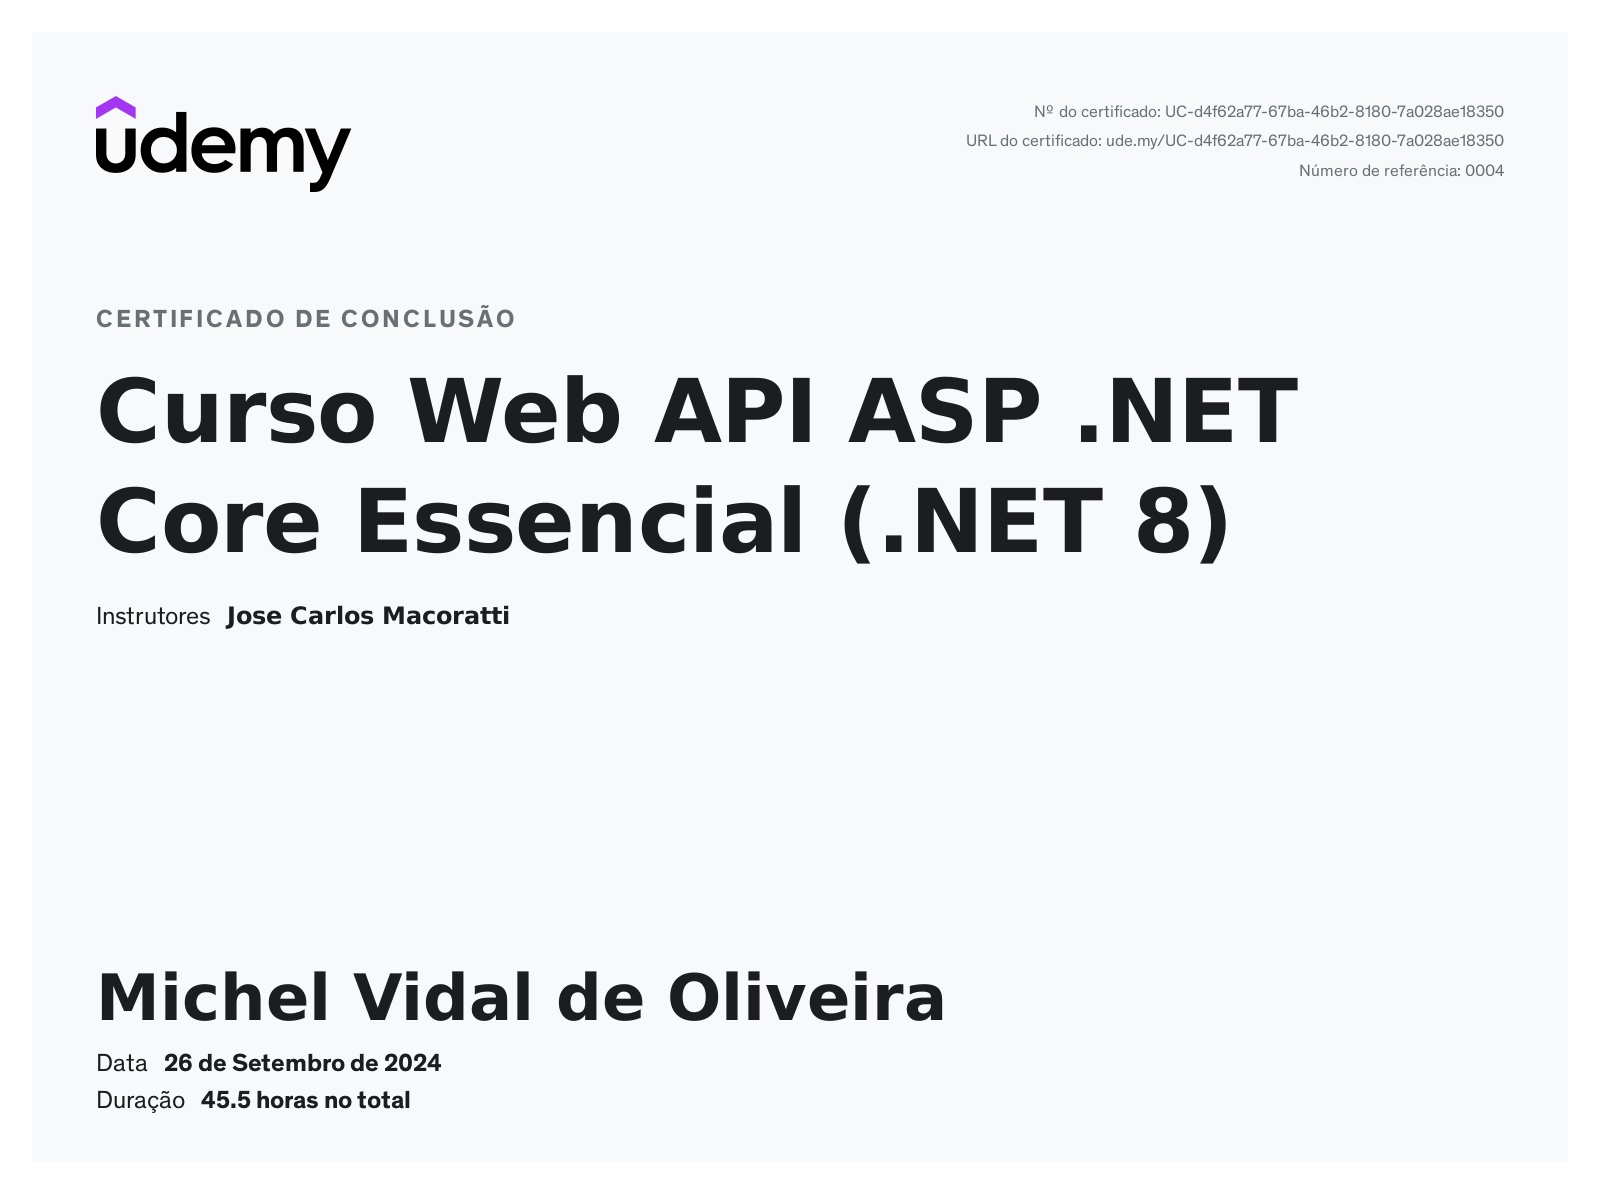 udemy
Nº do certificado: UC-d4f62a77-67ba-46b2-8180-7a028ae18350
URL do certificado: ude.my/UC-d4f62a77-67ba-46b2-8180-7a028ae18350
Número de referência: 0004
CERTIFICADO DE CONCLUSÃO
Curso Web API ASP .NET
Core Essencial (.NET 8)
Instrutores Jose Carlos Macoratti
Michel Vidal de Oliveira
Data 26 de Setembro de 2024
Duração 45.5 horas no total